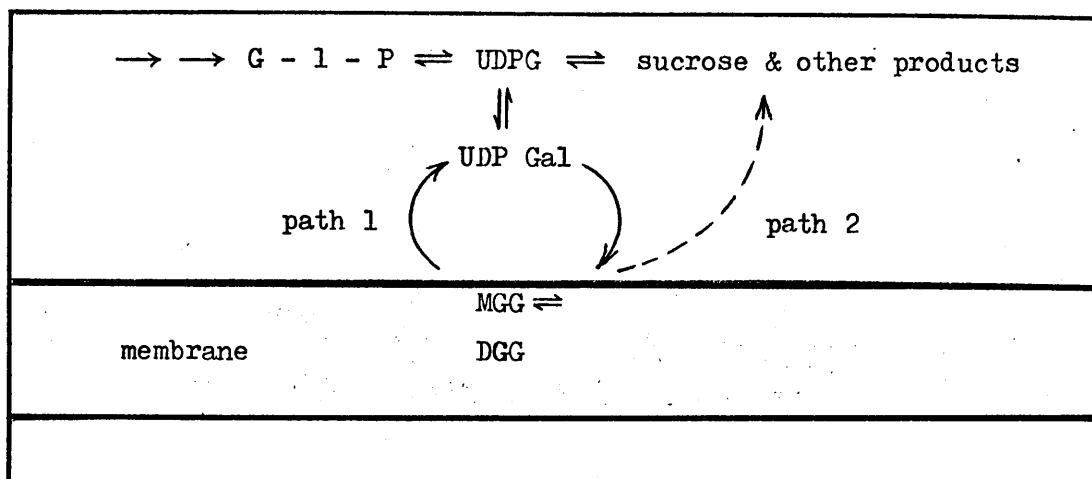 → → G - 1 - P ⇌ UDPG ⇌ sucrose & other products
⇌
UDP Gal
path 1
path 2
MGG ⇌
membrane
DGG